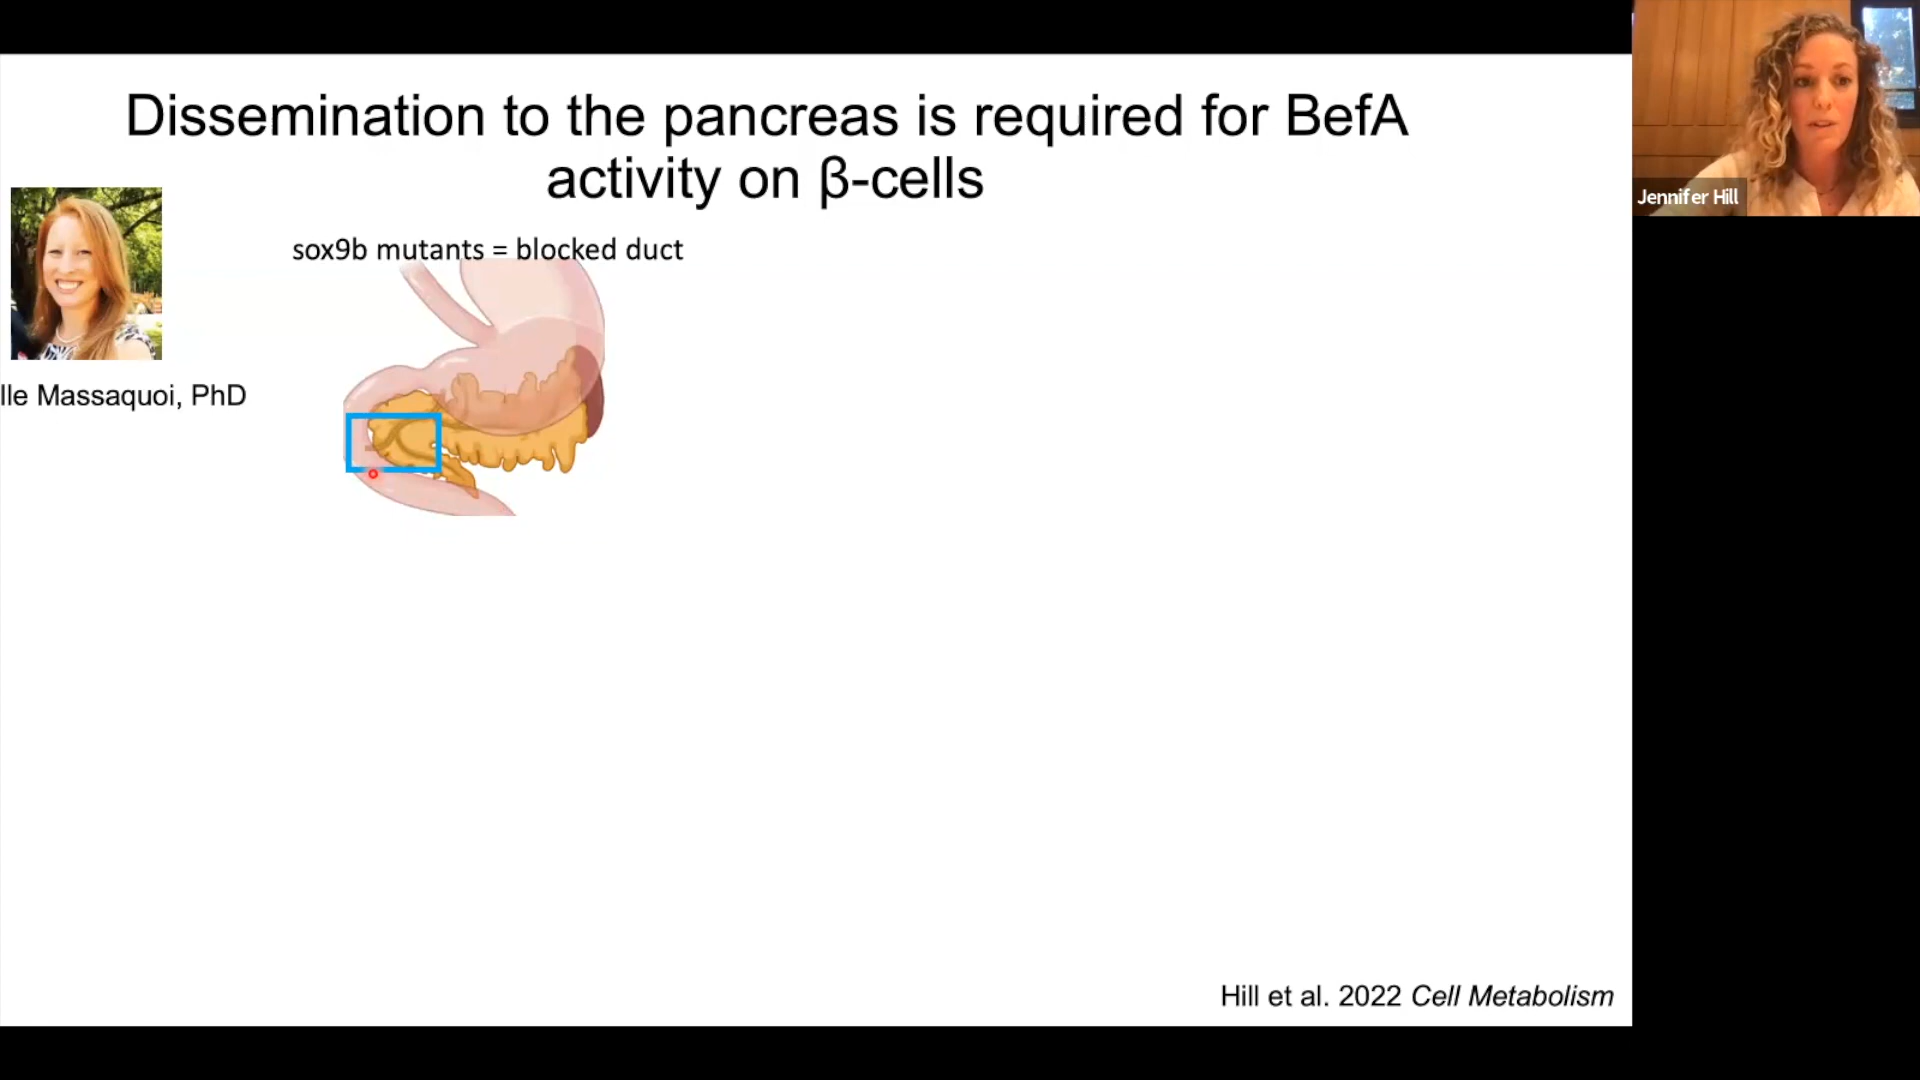 Dissemination to the pancreas is required for BefA
activity on β-cells
Jennifer Hill
sox9b mutants = blocked duct
lle Massaquoi, PhD
Hill et al. 2022 Cell Metabolism